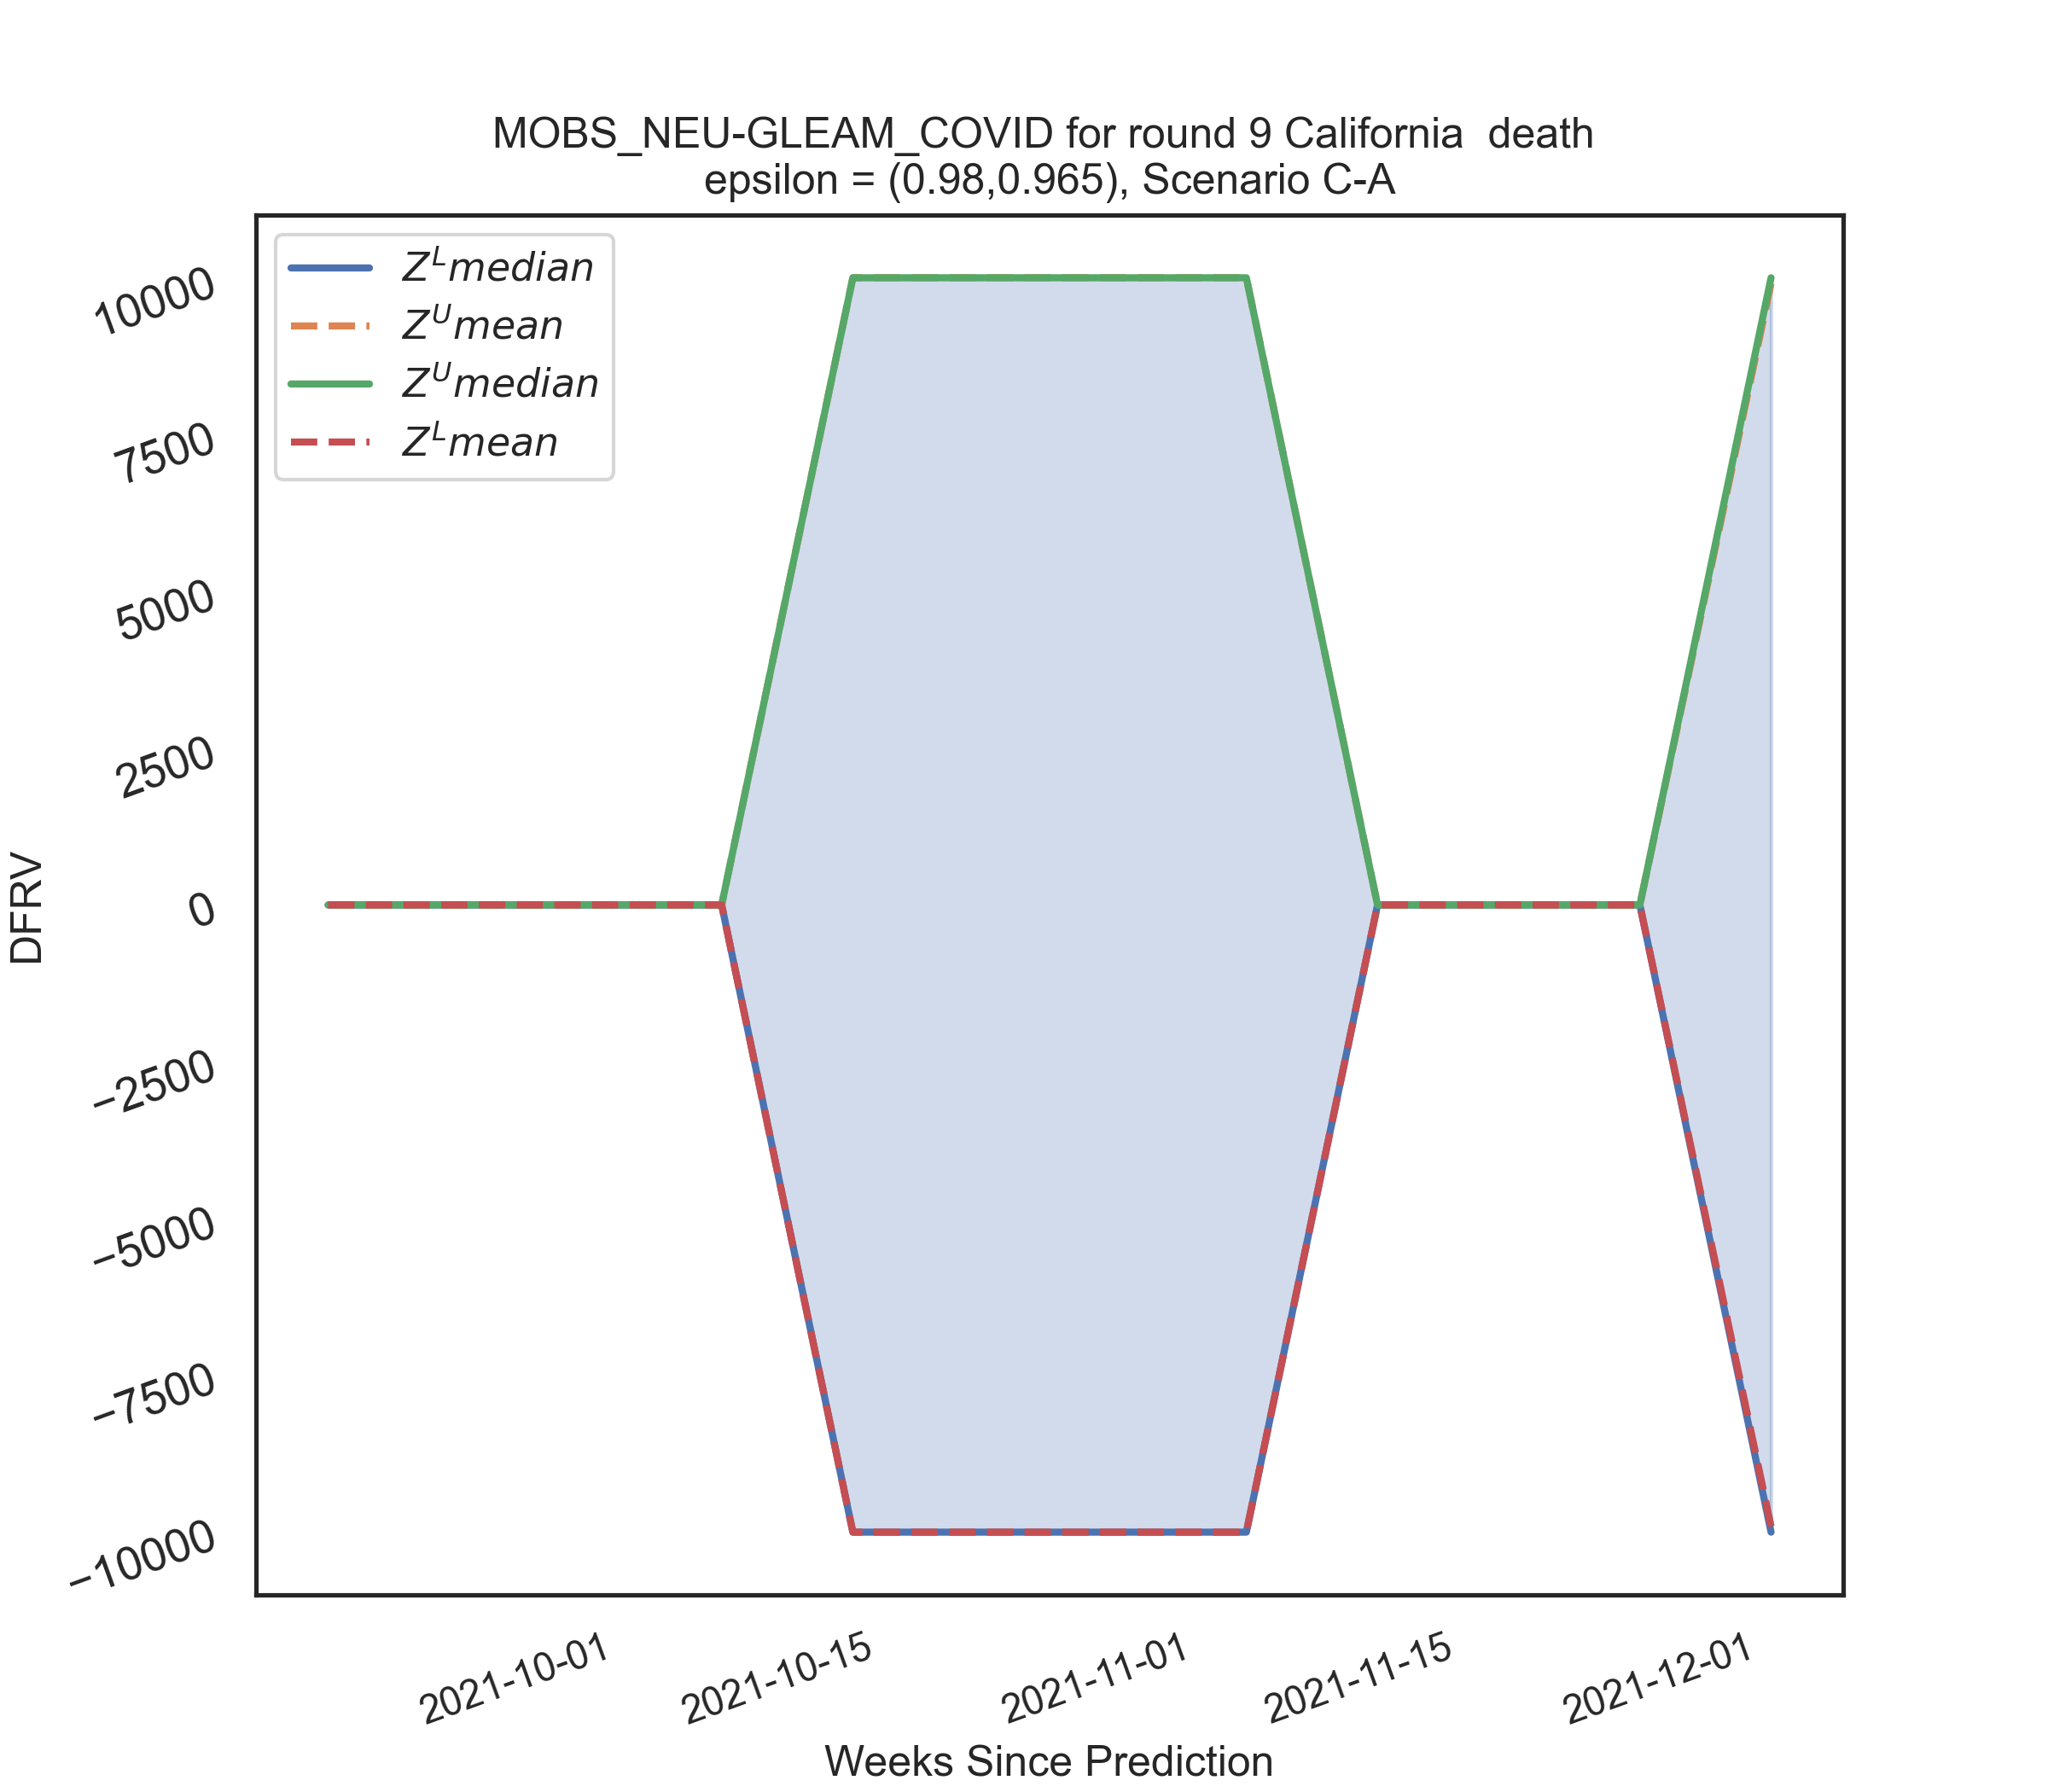 MOBS_NEU-GLEAM_COVID for round 9 California  death
epsilon = (0.98,0.965), Scenario C-A
Z^L median
Z^U mean
Z^U median
Z^L mean
10000
7500
5000
2500
0
−2500
−5000
−7500
−10000
DFRV
2021-10-01
2021-10-15
2021-11-01
2021-11-15
2021-12-01
Weeks Since Prediction